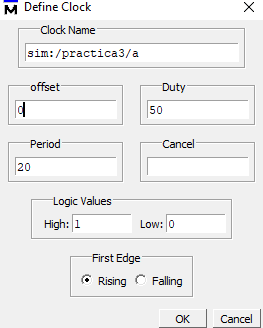 Define Clock
Clock Name
sim:/practica3/a
offset
Duty
0
50
Period
Cancel
20
Logic Values
High: 1 Low: 0
First Edge
Rising Falling
OK Cancel